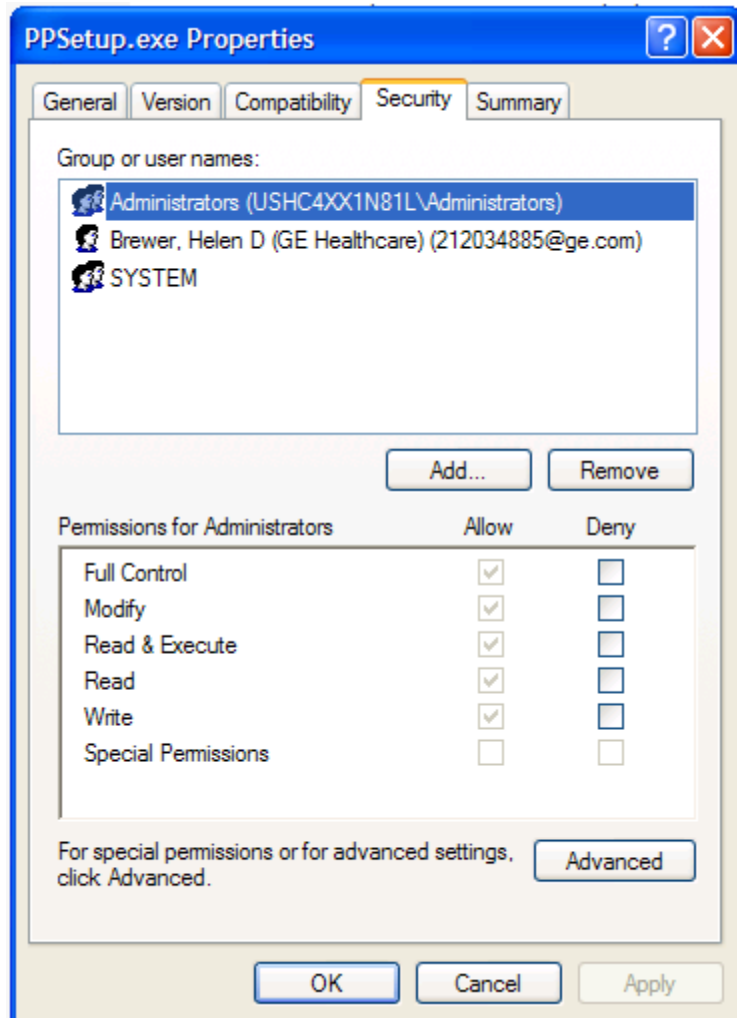 PPSetup.exe Properties
General Version Compatibility Security Summary
Group or user names:
Administrators (USHC4XX1N81L\Administrators)
Brewer, Helen D (GE Healthcare) (212034885@ge.com)
SYSTEM
Add... Remove
Permissions for Administrators Allow Deny
Full Control
Modify
Read & Execute
Read
Write
Special Permissions
For special permissions or for advanced settings,
click Advanced.
Advanced
OK Cancel Apply